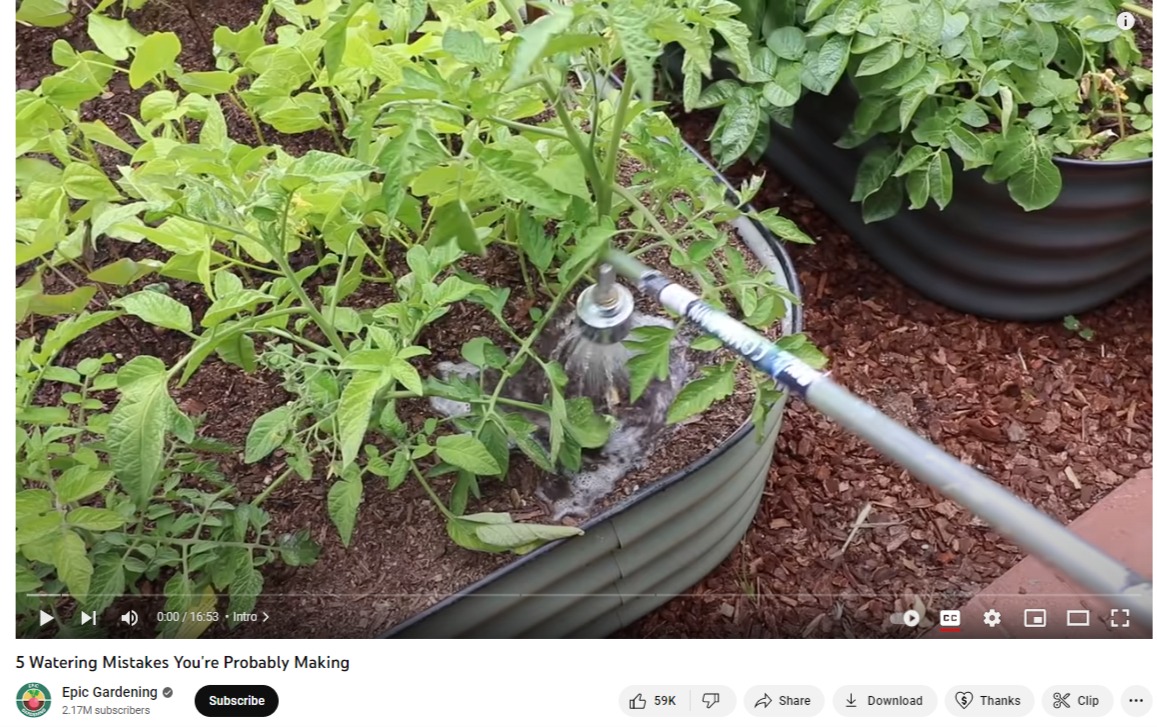 0:00 / 16:53 • Intro >
CC
5 Watering Mistakes You're Probably Making
Epic Gardening
2.17M subscribers
Subscribe
59K
Share
Download
Thanks
Clip